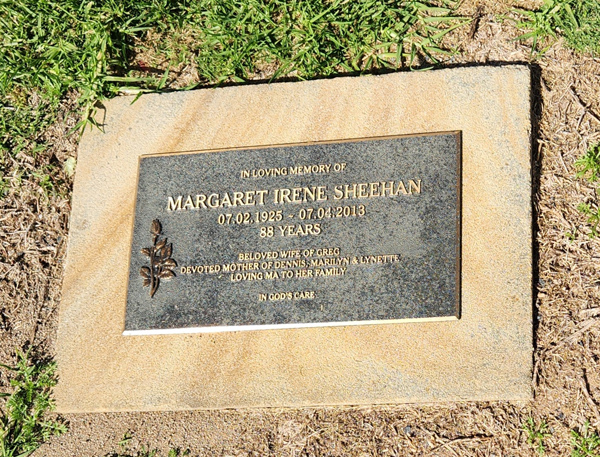 IN LOVING MEMORY OF
MARGARET IRENE SHEEHAN
07.02.1925 - 07.04.2013
88 YEARS
BELOVED WIFE OF GREG
DEVOTED MOTHER OF DENNIS, MARILYN & LYNETTE
LOVING MA TO HER FAMILY
IN GOD'S CARE